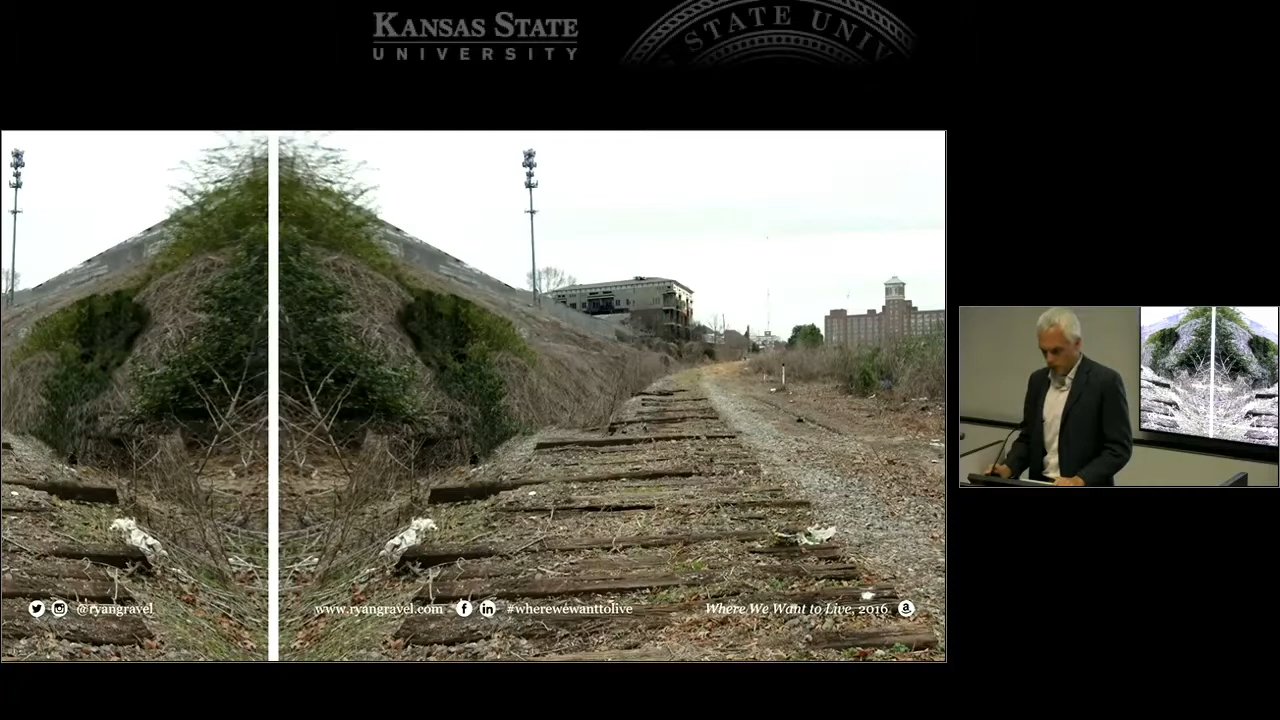 KANSAS STATE
UNIVERSITY
STATE UNIV
@ryangravel
www.ryangravel.com
#wherewewanttolive
Where We Want to Live, 2016